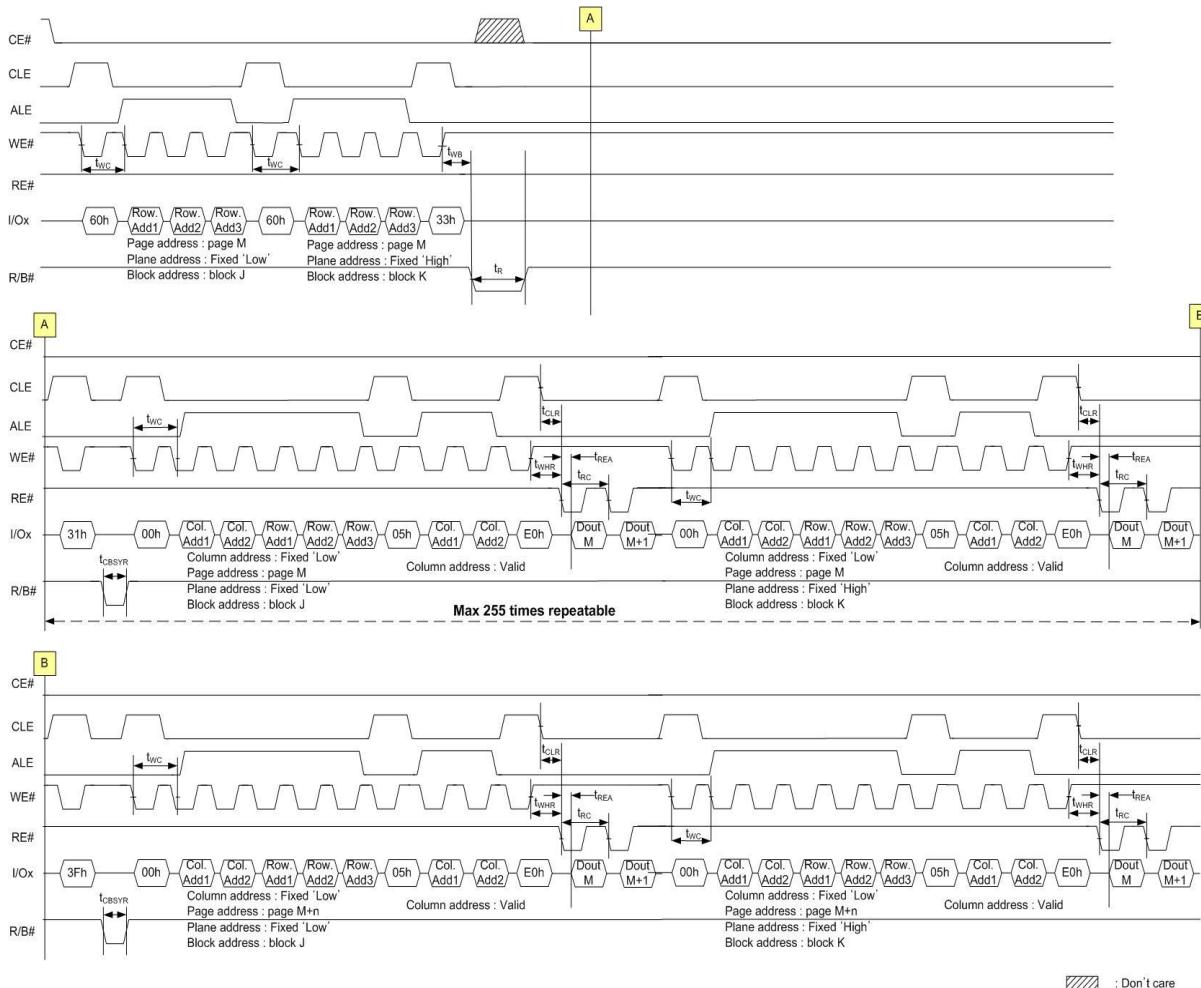 A
CE#
CLE
ALE
WE#
tWC
tWC
tWB
RE#
I/Ox
60h
Row. Add1
Row. Add2
Row. Add3
60h
Row. Add1
Row. Add2
Row. Add3
33h
Page address : page M
Plane address : Fixed 'Low'
Block address : block J
Page address : page M
Plane address : Fixed 'High'
Block address : block K
R/B#
tR
A
CE#
CLE
tCLR
tCLR
ALE
tWC
WE#
tWHR
tREA
tRC
tWC
tWHR
tREA
tRC
RE#
I/Ox
31h
00h
Col. Add1
Col. Add2
Row. Add1
Row. Add2
Row. Add3
05h
Col. Add1
Col. Add2
E0h
Dout M
Dout M+1
00h
Col. Add1
Col. Add2
Row. Add1
Row. Add2
Row. Add3
05h
Col. Add1
Col. Add2
E0h
Dout M
Dout M+1
tCBSYR
Column address : Fixed 'Low'
Page address : page M
Plane address : Fixed 'Low'
Block address : block J
Column address : Valid
Column address : Fixed 'Low'
Page address : page M
Plane address : Fixed 'High'
Block address : block K
Column address : Valid
R/B#
Max 255 times repeatable
B
CE#
CLE
tCLR
tCLR
ALE
tWC
WE#
tWHR
tREA
tRC
tWC
tWHR
tREA
tRC
RE#
I/Ox
3Fh
00h
Col. Add1
Col. Add2
Row. Add1
Row. Add2
Row. Add3
05h
Col. Add1
Col. Add2
E0h
Dout M
Dout M+1
00h
Col. Add1
Col. Add2
Row. Add1
Row. Add2
Row. Add3
05h
Col. Add1
Col. Add2
E0h
Dout M
Dout M+1
tCBSYR
Column address : Fixed 'Low'
Page address : page M+n
Plane address : Fixed 'Low'
Block address : block J
Column address : Valid
Column address : Fixed 'Low'
Page address : page M+n
Plane address : Fixed 'High'
Block address : block K
Column address : Valid
R/B#
: Don't care